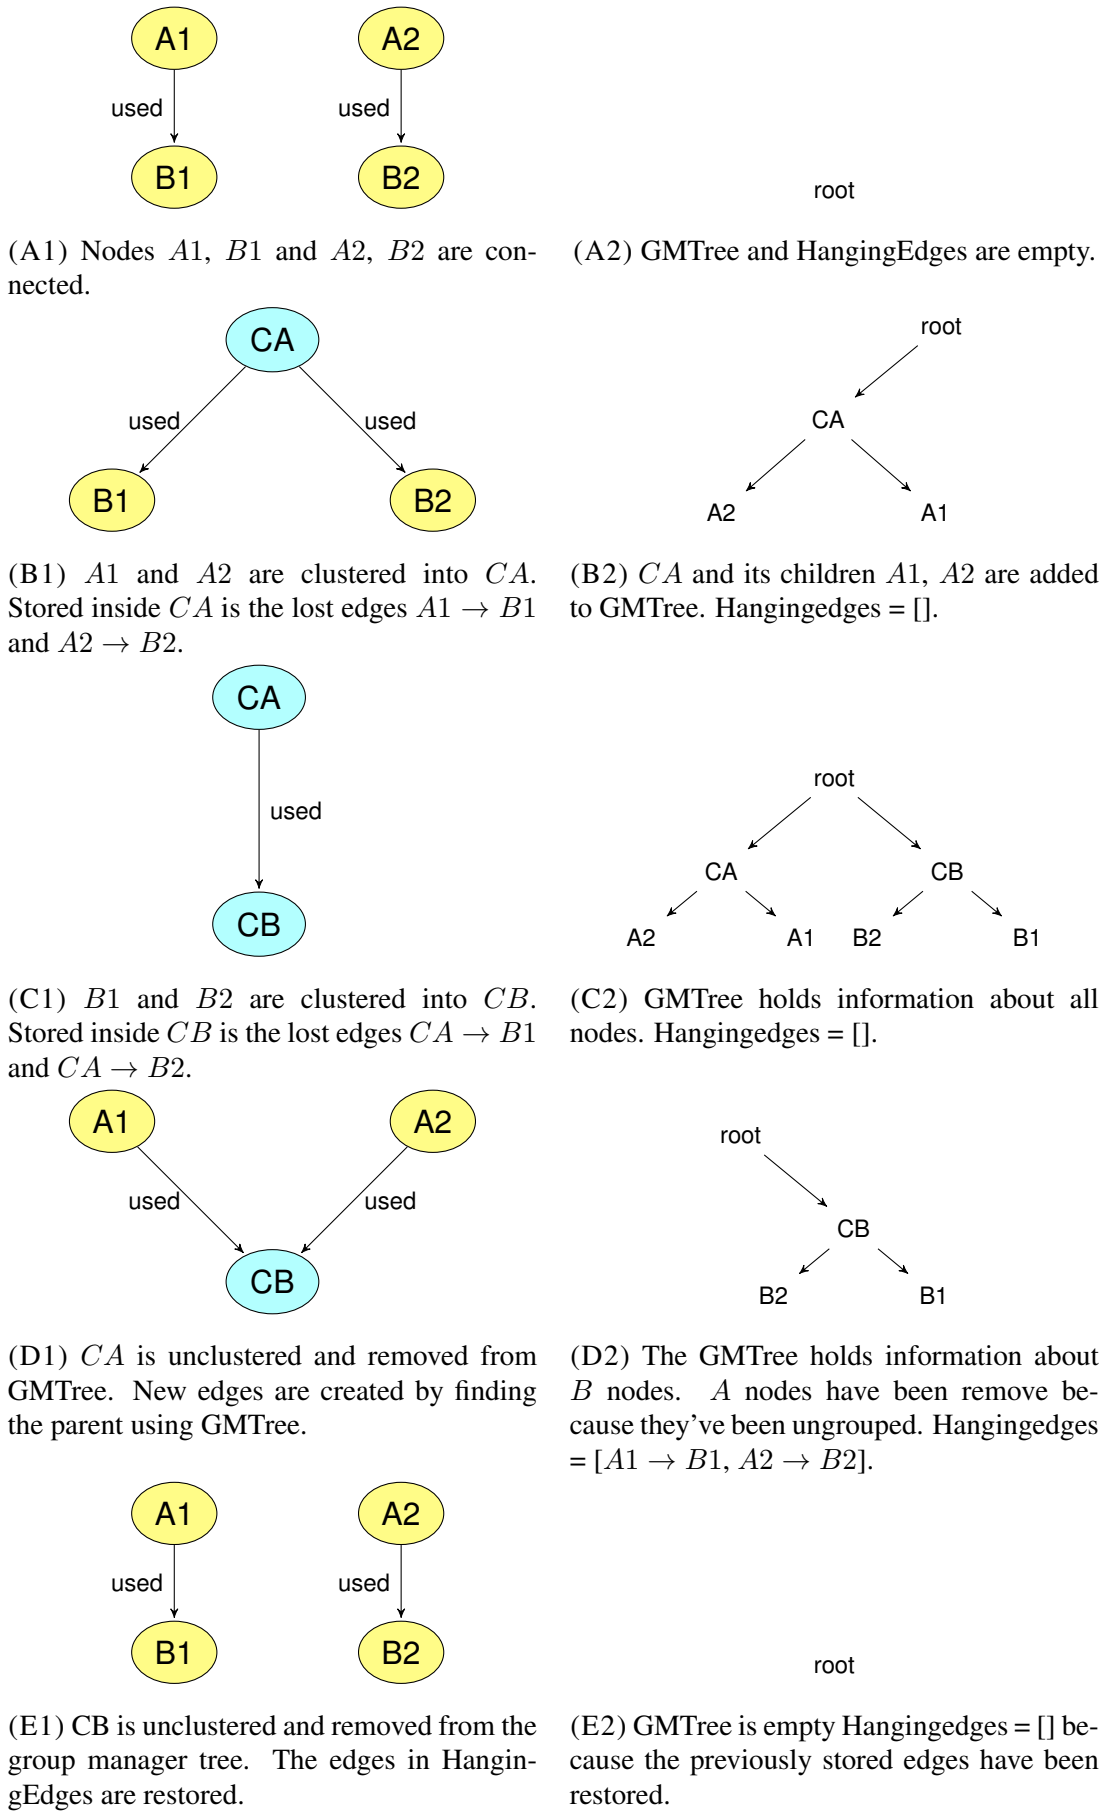 A1
A2
used
used
B1
B2
root
(A1) Nodes A1, B1 and A2, B2 are con-
nected.
(A2) GMTree and HangingEdges are empty.
CA
used
used
B1
B2
root
CA
A2
A1
(B1) A1 and A2 are clustered into CA.
Stored inside CA is the lost edges A1 → B1
and A2 → B2.
(B2) CA and its children A1, A2 are added
to GMTree. Hangingedges = [].
CA
used
CB
root
CA
CB
A2
A1
B2
B1
(C1) B1 and B2 are clustered into CB.
Stored inside CB is the lost edges CA → B1
and CA → B2.
(C2) GMTree holds information about all
nodes. Hangingedges = [].
A1
A2
used
used
CB
root
CB
B2
B1
(D1) CA is unclustered and removed from
GMTree. New edges are created by finding
the parent using GMTree.
(D2) The GMTree holds information about
B nodes. A nodes have been remove be-
cause they've been ungrouped. Hangingedges
= [A1 → B1, A2 → B2].
A1
A2
used
used
B1
B2
root
(E1) CB is unclustered and removed from the
group manager tree. The edges in Hangin-
gEdges are restored.
(E2) GMTree is empty Hangingedges = [] be-
cause the previously stored edges have been
restored.